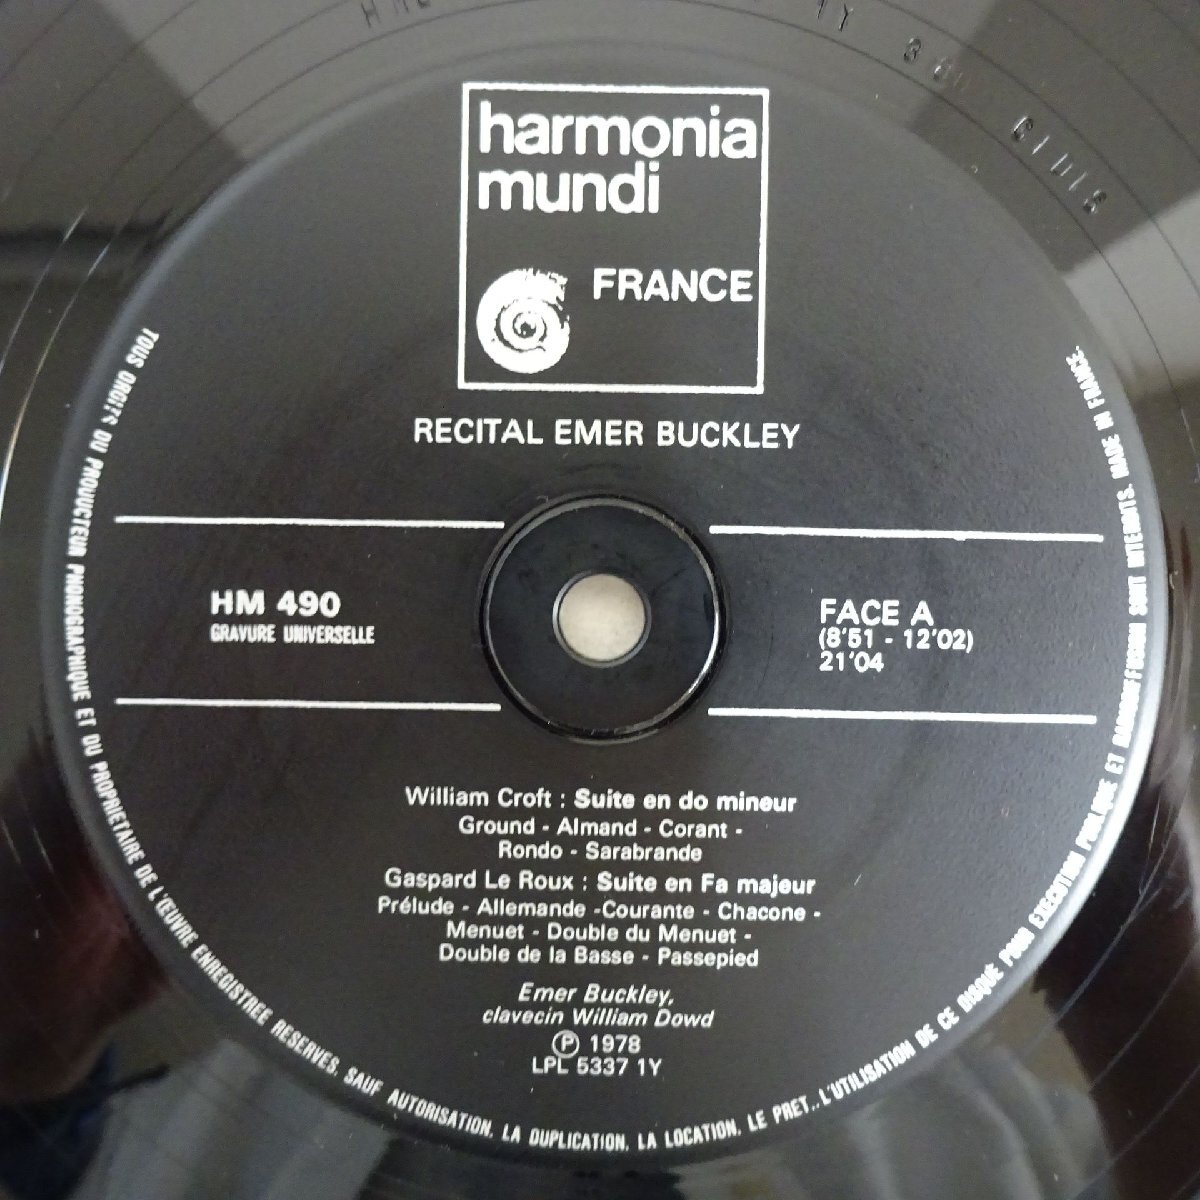 harmonia
mundi
FRANCE
RECITAL EMER BUCKLEY
HM 490
GRAVURE UNIVERSELLE
FACE A
(8'51 - 12'02)
21'04
William Croft : Suite en do mineur
Ground - Almand - Corant -
Rondo - Sarabrande
Gaspard Le Roux : Suite en Fa majeur
Prélude - Allemande -Courante - Chacone -
Menuet - Double du Menuet -
Double de la Basse - Passepied
Emer Buckley,
clavecin William Dowd
Ⓟ 1978
LPL 5337 1Y
TOUS DROITS DU PRODUCTEUR PHONOGRAPHIQUE ET DU PROPRIETAIRE DE L'ŒUVRE ENREGISTREE RESERVES. SAUF AUTORISATION, LA DUPLICATION, LA LOCATION, LE PRET.. L'UTILISATION DE CE DISQUE POUR EXECUTION PUBLIQUE ET RADIODIFFUSION SONT INTERDITS. MADE IN FRANCE.